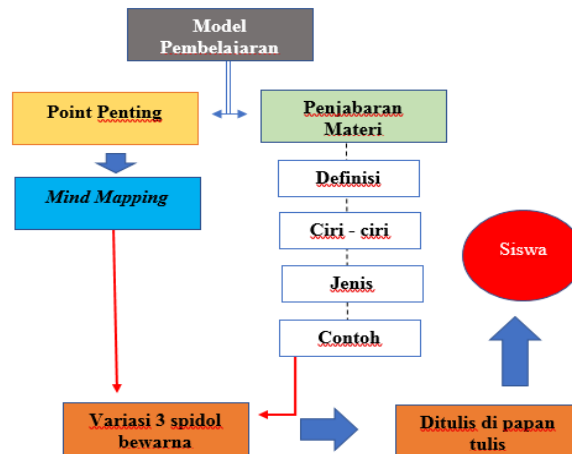 Model
Pembelajaran
Point Penting
Penjabaran
Materi
Mind Mapping
Definisi
Ciri - ciri
Jenis
Contoh
Siswa
Variasi 3 spidol
bewarna
Ditulis di papan
tulis